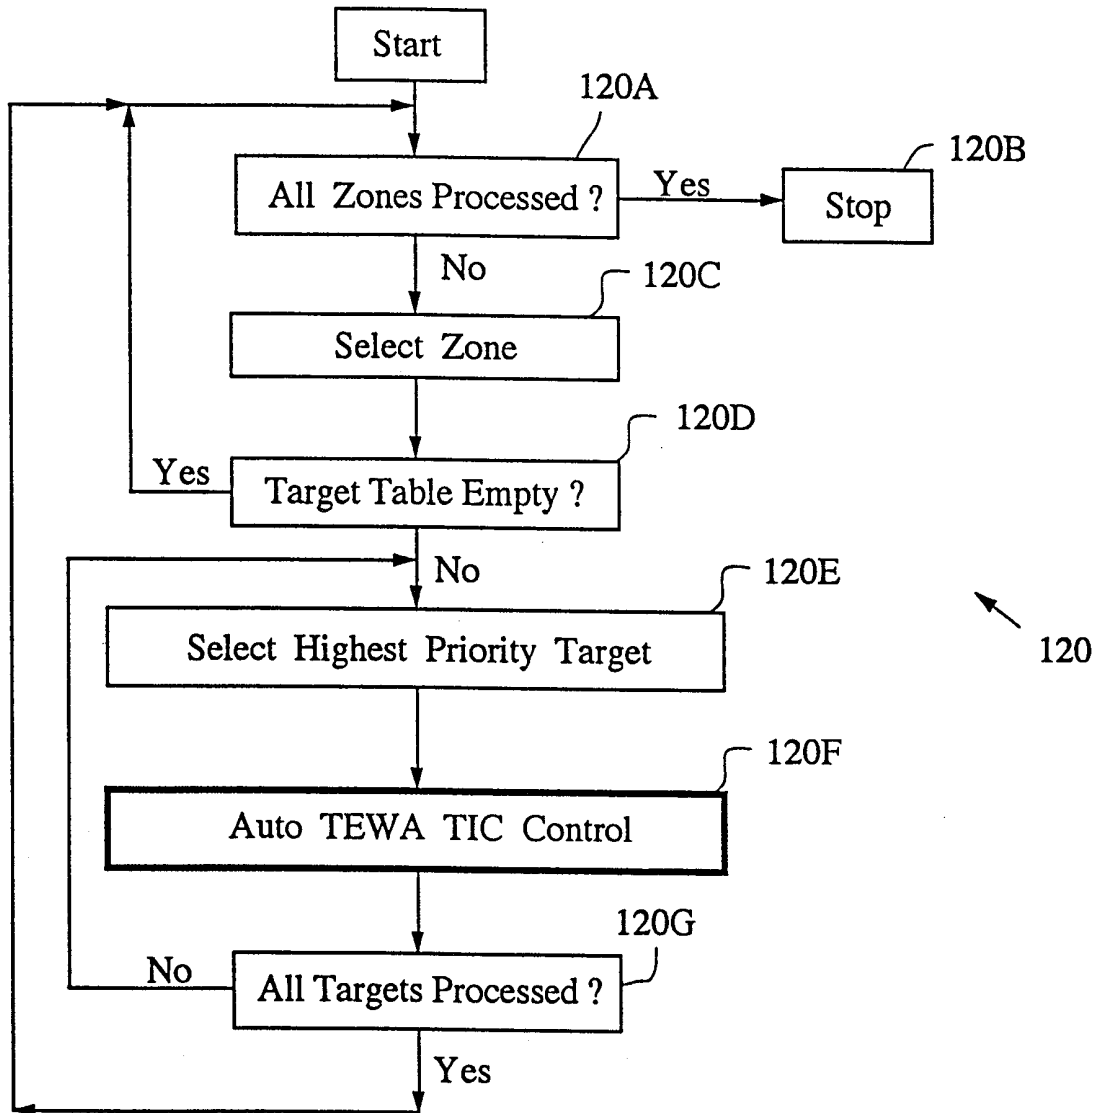 Start
120A
All Zones Processed ?
Yes
120B
Stop
No
120C
Select Zone
120D
Yes
Target Table Empty ?
No
120E
Select Highest Priority Target
120
120F
Auto TEWA TIC Control
120G
No
All Targets Processed ?
Yes